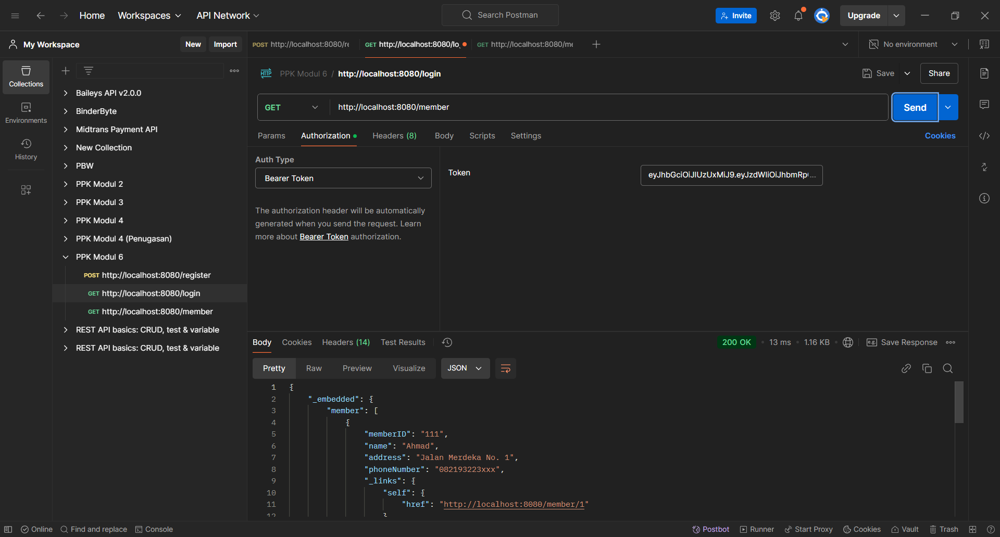 Home Workspaces API Network Search Postman Invite Upgrade
My Workspace New Import POST http://localhost:8080/re GET http://localhost:8080/lo GET http://localhost:8080/me No environment
Collections
Environments
History
Baileys API v2.0.0
BinderByte
Midtrans Payment API
New Collection
PBW
PPK Modul 2
PPK Modul 3
PPK Modul 4
PPK Modul 4 (Penugasan)
PPK Modul 6
POST http://localhost:8080/register
GET http://localhost:8080/login
GET http://localhost:8080/member
REST API basics: CRUD, test & variable
REST API basics: CRUD, test & variable
HTTP PPK Modul 6 / http://localhost:8080/login Save Share
GET http://localhost:8080/member Send
Params Authorization Headers (8) Body Scripts Settings Cookies
Auth Type
Bearer Token
The authorization header will be automatically
generated when you send the request. Learn
more about Bearer Token authorization.
Token eyJhbGciOiJIUzUxMiJ9.eyJzdWIiOiJhbmRp...
Body Cookies Headers (14) Test Results 200 OK 13 ms 1.16 KB e.g. Save Response
Pretty Raw Preview Visualize JSON
1 {
2 "_embedded": {
3 "member": [
4 {
5 "memberID": "111",
6 "name": "Ahmad",
7 "address": "Jalan Merdeka No. 1",
8 "phoneNumber": "082193223xxx",
9 "_links": {
10 "self": {
11 "href": "http://localhost:8080/member/1"
12 }
Online Find and replace Console Postbot Runner Start Proxy Cookies Vault Trash